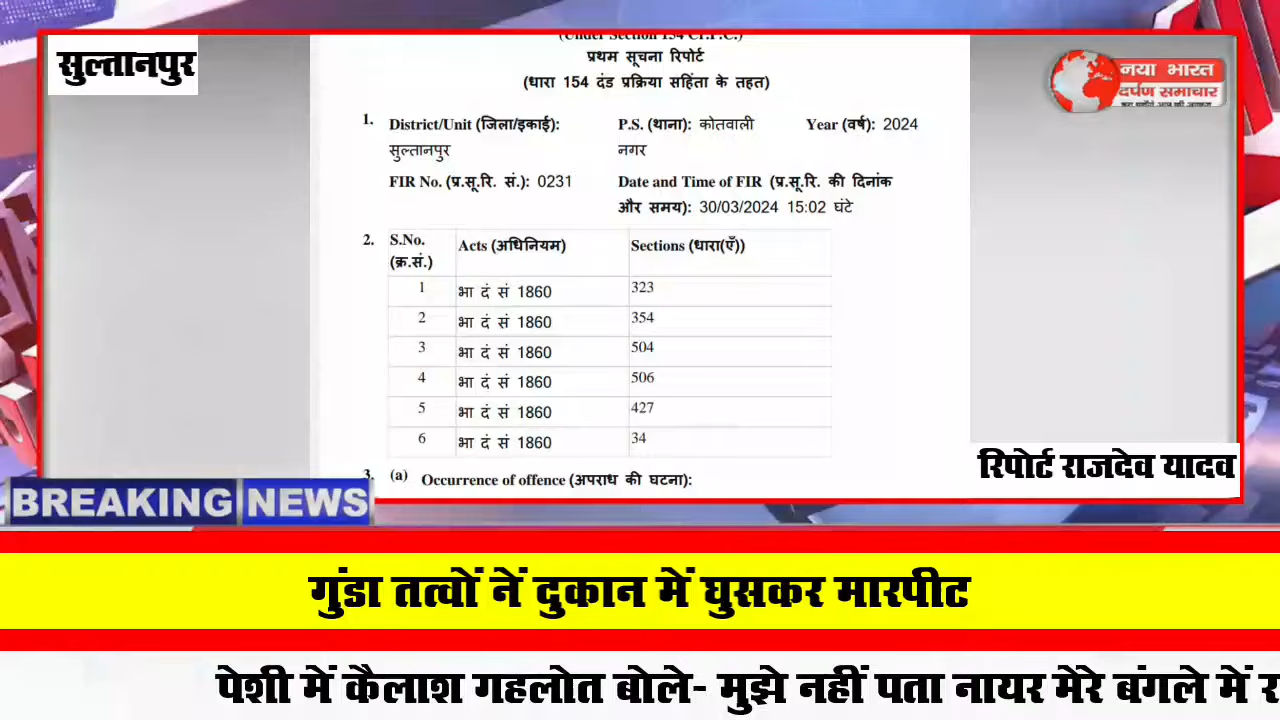 सुल्तानपुर
(Under Section 154 Cr.P.C.)
प्रथम सूचना रिपोर्ट
(धारा 154 दंड प्रक्रिया सहिंता के तहत)
नया भारत
दर्पण समाचार
1. District/Unit (जिला/इकाई): P.S. (थाना): कोतवाली Year (वर्ष): 2024
सुल्तानपुर नगर
FIR No. (प्र.सू.रि. सं.): 0231 Date and Time of FIR (प्र.सू.रि. की दिनांक
और समय): 30/03/2024 15:02 घंटे
2. S.No. Acts (अधिनियम) Sections (धारा(एँ))
(क्र.सं.)
1 भा दं सं 1860 323
2 भा दं सं 1860 354
3 भा दं सं 1860 504
4 भा दं सं 1860 506
5 भा दं सं 1860 427
6 भा दं सं 1860 34
3. (a) Occurrence of offence (अपराध की घटना):
रिपोर्ट राजदेव यादव
BREAKING NEWS
गुंडा तत्वों नें दुकान में घुसकर मारपीट
पेशी में कैलाश गहलोत बोले- मुझे नहीं पता नायर मेरे बंगले में